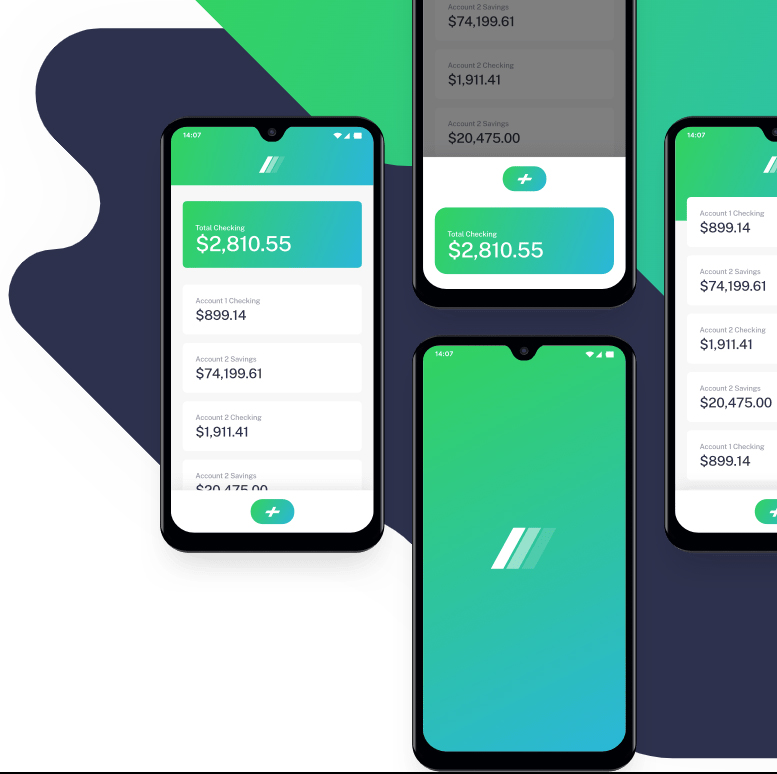 14:07
Total Checking
$2,810.55
Account 1 Checking
$899.14
Account 2 Savings
$74,199.61
Account 2 Checking
$1,911.41
Account 2 Savings
$20,475.00
Account 2 Savings
$74,199.61
Account 2 Checking
$1,911.41
Account 2 Savings
$20,475.00
Total Checking
$2,810.55
14:07
14:07
Account 1 Checking
$899.14
Account 2 Savings
$74,199.61
Account 2 Checking
$1,911.41
Account 2 Savings
$20,475.00
Account 1 Checking
$899.14